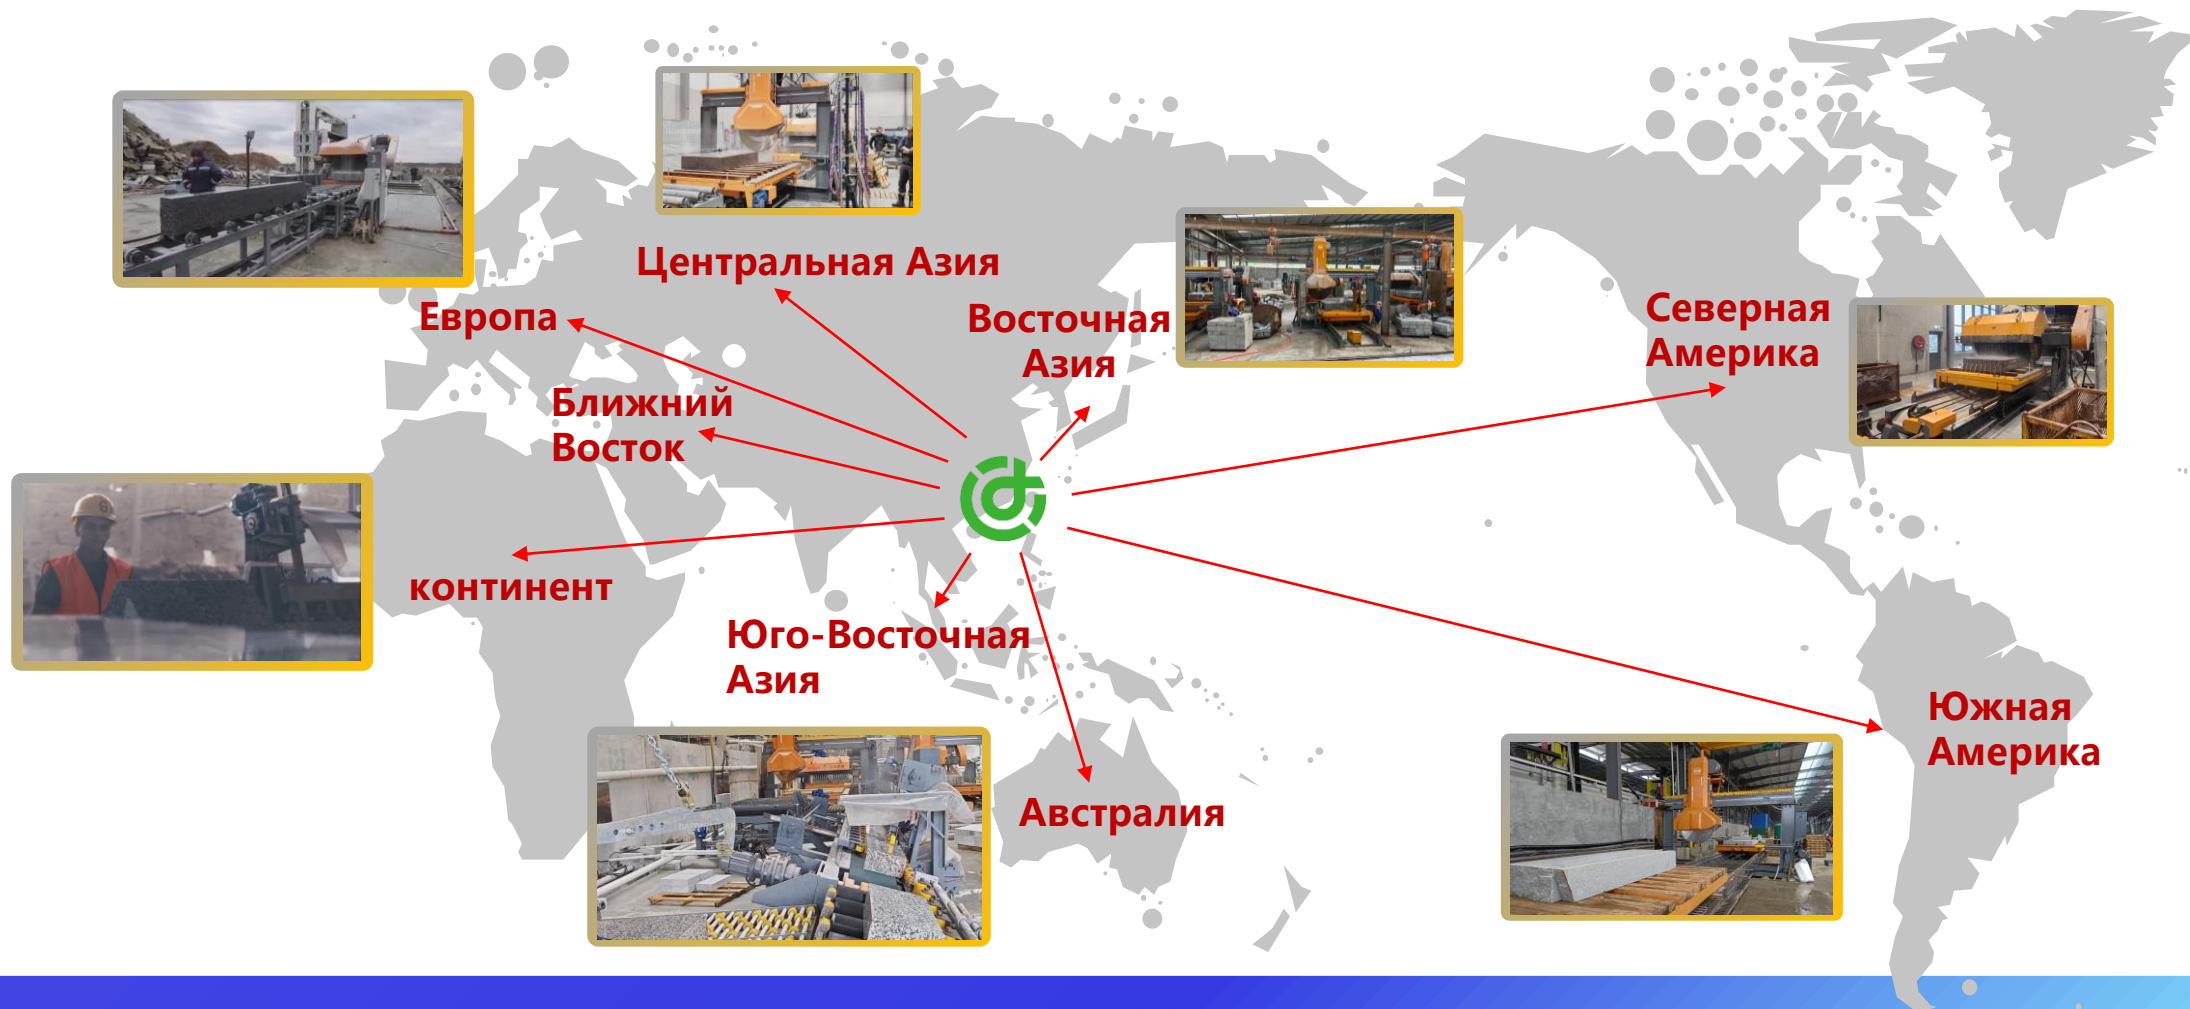 Центральная Азия
Европа
Восточная
Азия
Северная
Америка
Ближний
Восток
континент
Юго-Восточная
Азия
Южная
Америка
Австралия